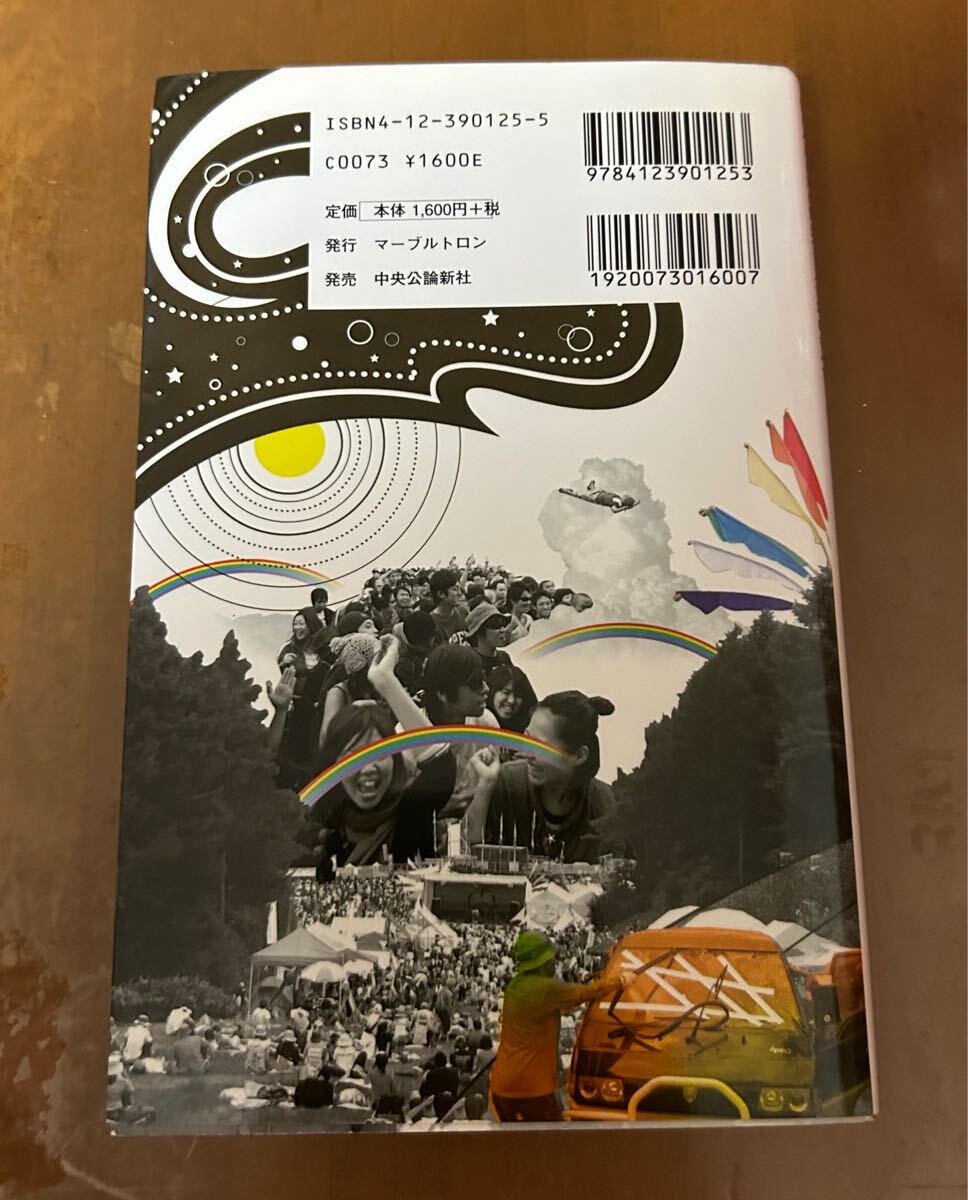 ISBN4-12-390125-5
C0073 ¥1600E
定価 本体 1,600円+税
発行 マーブルトロン
発売 中央公論新社
9784123901253
1920073016007
4WD